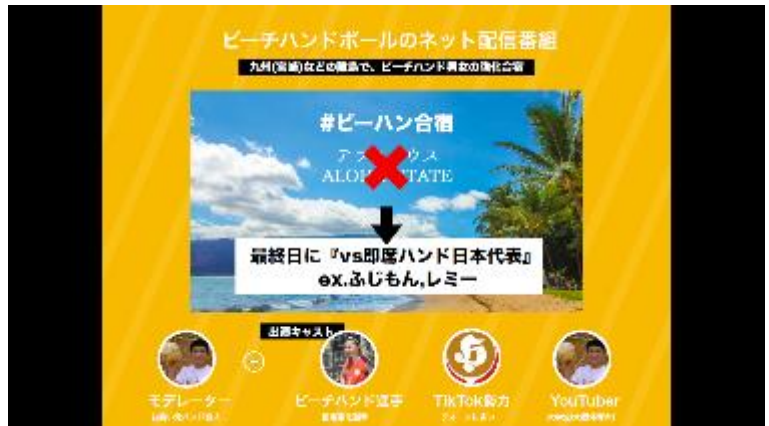 ビーチハンドボールのネット配信番組
九州(宮崎)などの離島で、ビーチハンド男女の強化合宿
#ビーハン合宿
ALOHA STATE
最終日に『vs即席ハンド日本代表』
ex.ふじもん,レミー
出演キャスト
モデレーター
ビーチハンド選手
TikTok協力
YouTuber